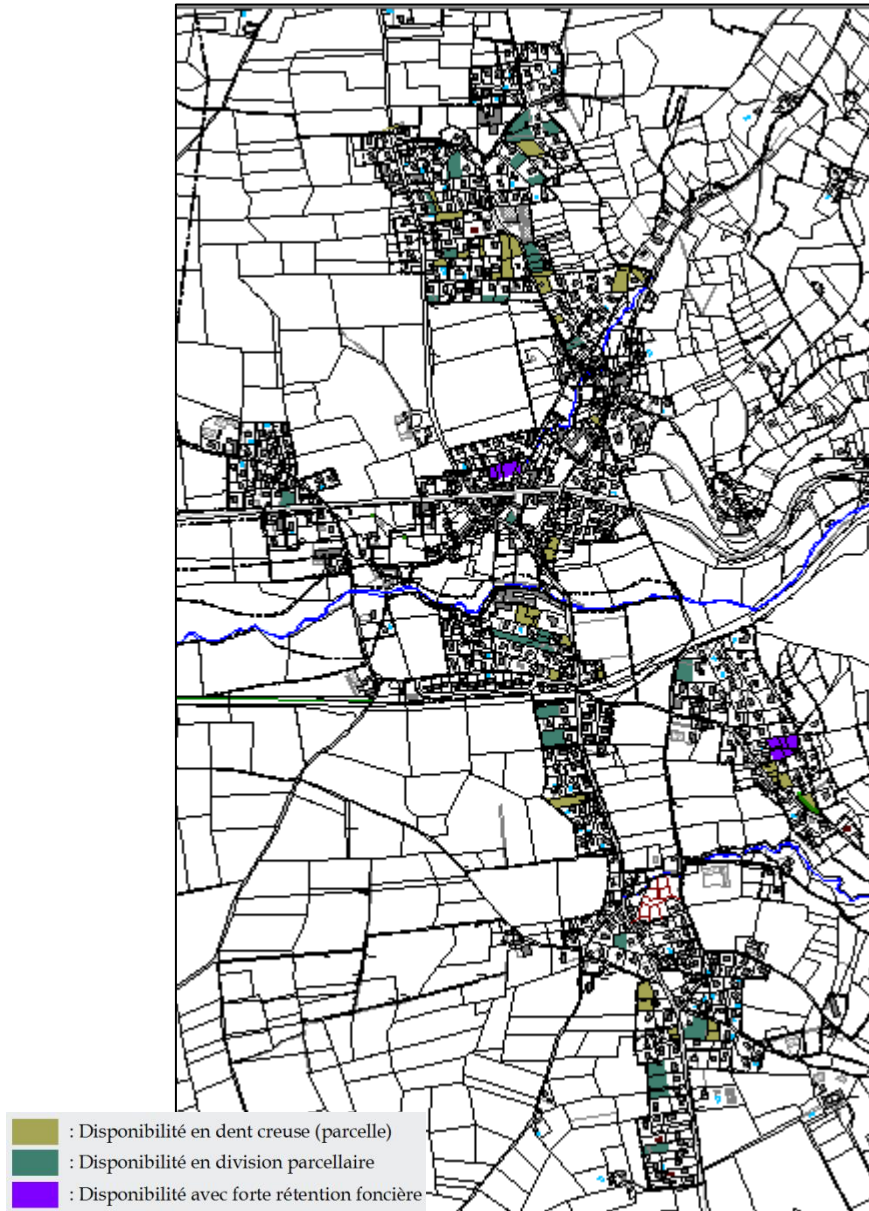 : Disponibilité en dent creuse (parcelle)
: Disponibilité en division parcellaire
: Disponibilité avec forte rétention foncière